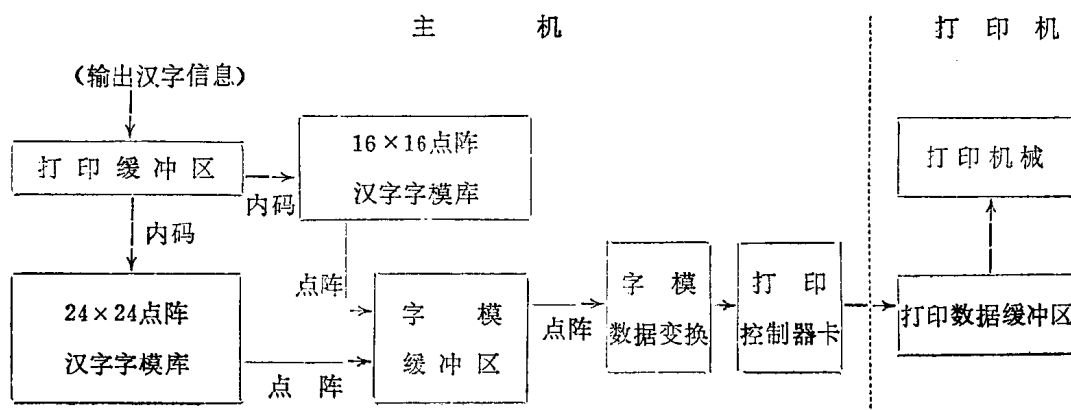 主 机
打 印 机
（输出汉字信息）
打 印 缓 冲 区
内码
16×16点阵
汉字字模库
打印机械
内码
24×24点阵
汉字字模库
点阵
点 阵
字 模
缓 冲 区
点阵
字 模
数据变换
打 印
控制器卡
打印数据缓冲区